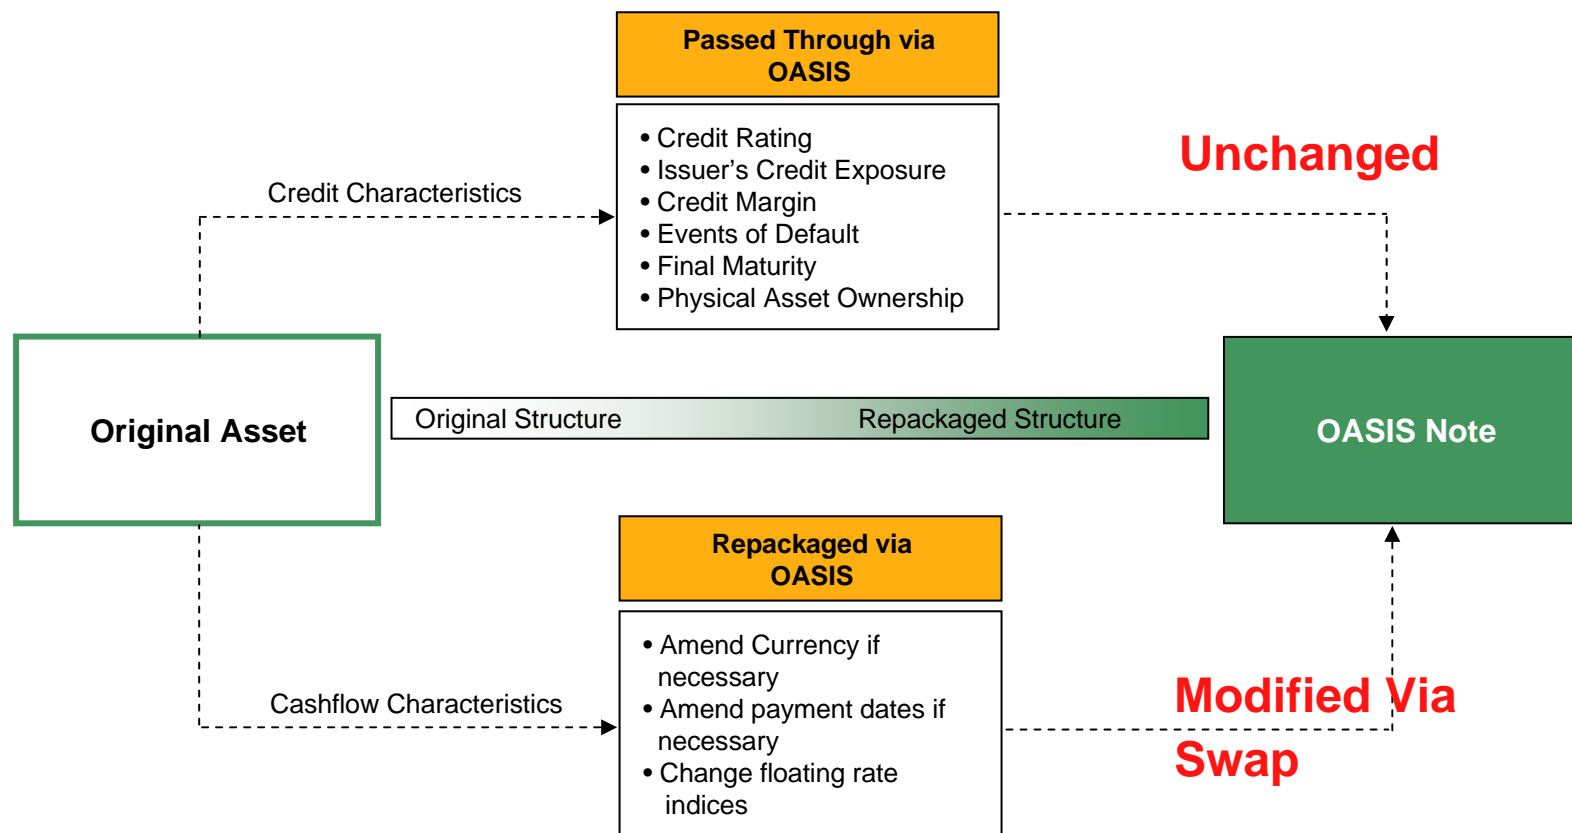 Passed Through via
OASIS
• Credit Rating
• Issuer's Credit Exposure
• Credit Margin
• Events of Default
• Final Maturity
• Physical Asset Ownership
Unchanged
Credit Characteristics
Original Asset
Original Structure
Repackaged Structure
OASIS Note
Repackaged via
OASIS
• Amend Currency if
necessary
• Amend payment dates if
necessary
• Change floating rate
indices
Cashflow Characteristics
Modified Via
Swap